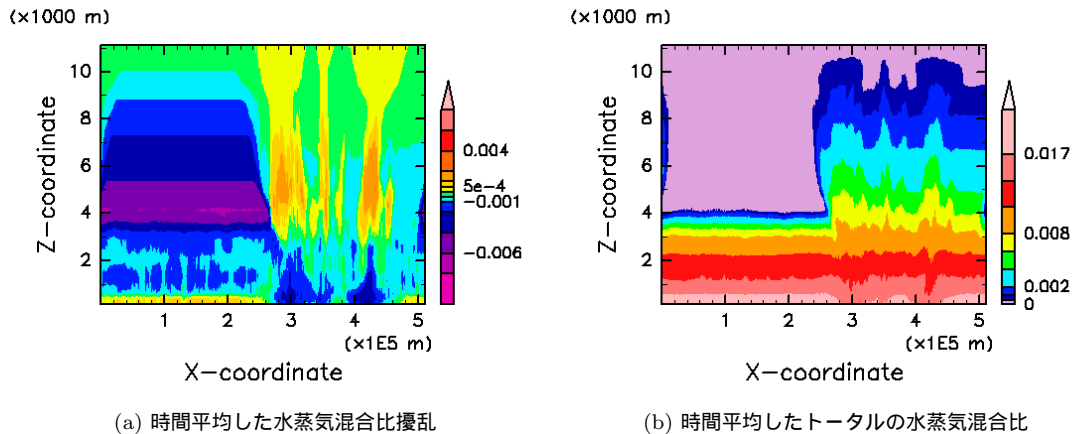 (×1000 m)
10
8
6
4
2
Z-coordinate
1 2 3 4 5
(×1E5 m)
X-coordinate
0.004
5e-4
-0.001
-0.006
(a) 時間平均した水蒸気混合比擾乱
(×1000 m)
10
8
6
4
2
Z-coordinate
1 2 3 4 5
(×1E5 m)
X-coordinate
0.017
0.008
0.002
0
(b) 時間平均したトータルの水蒸気混合比